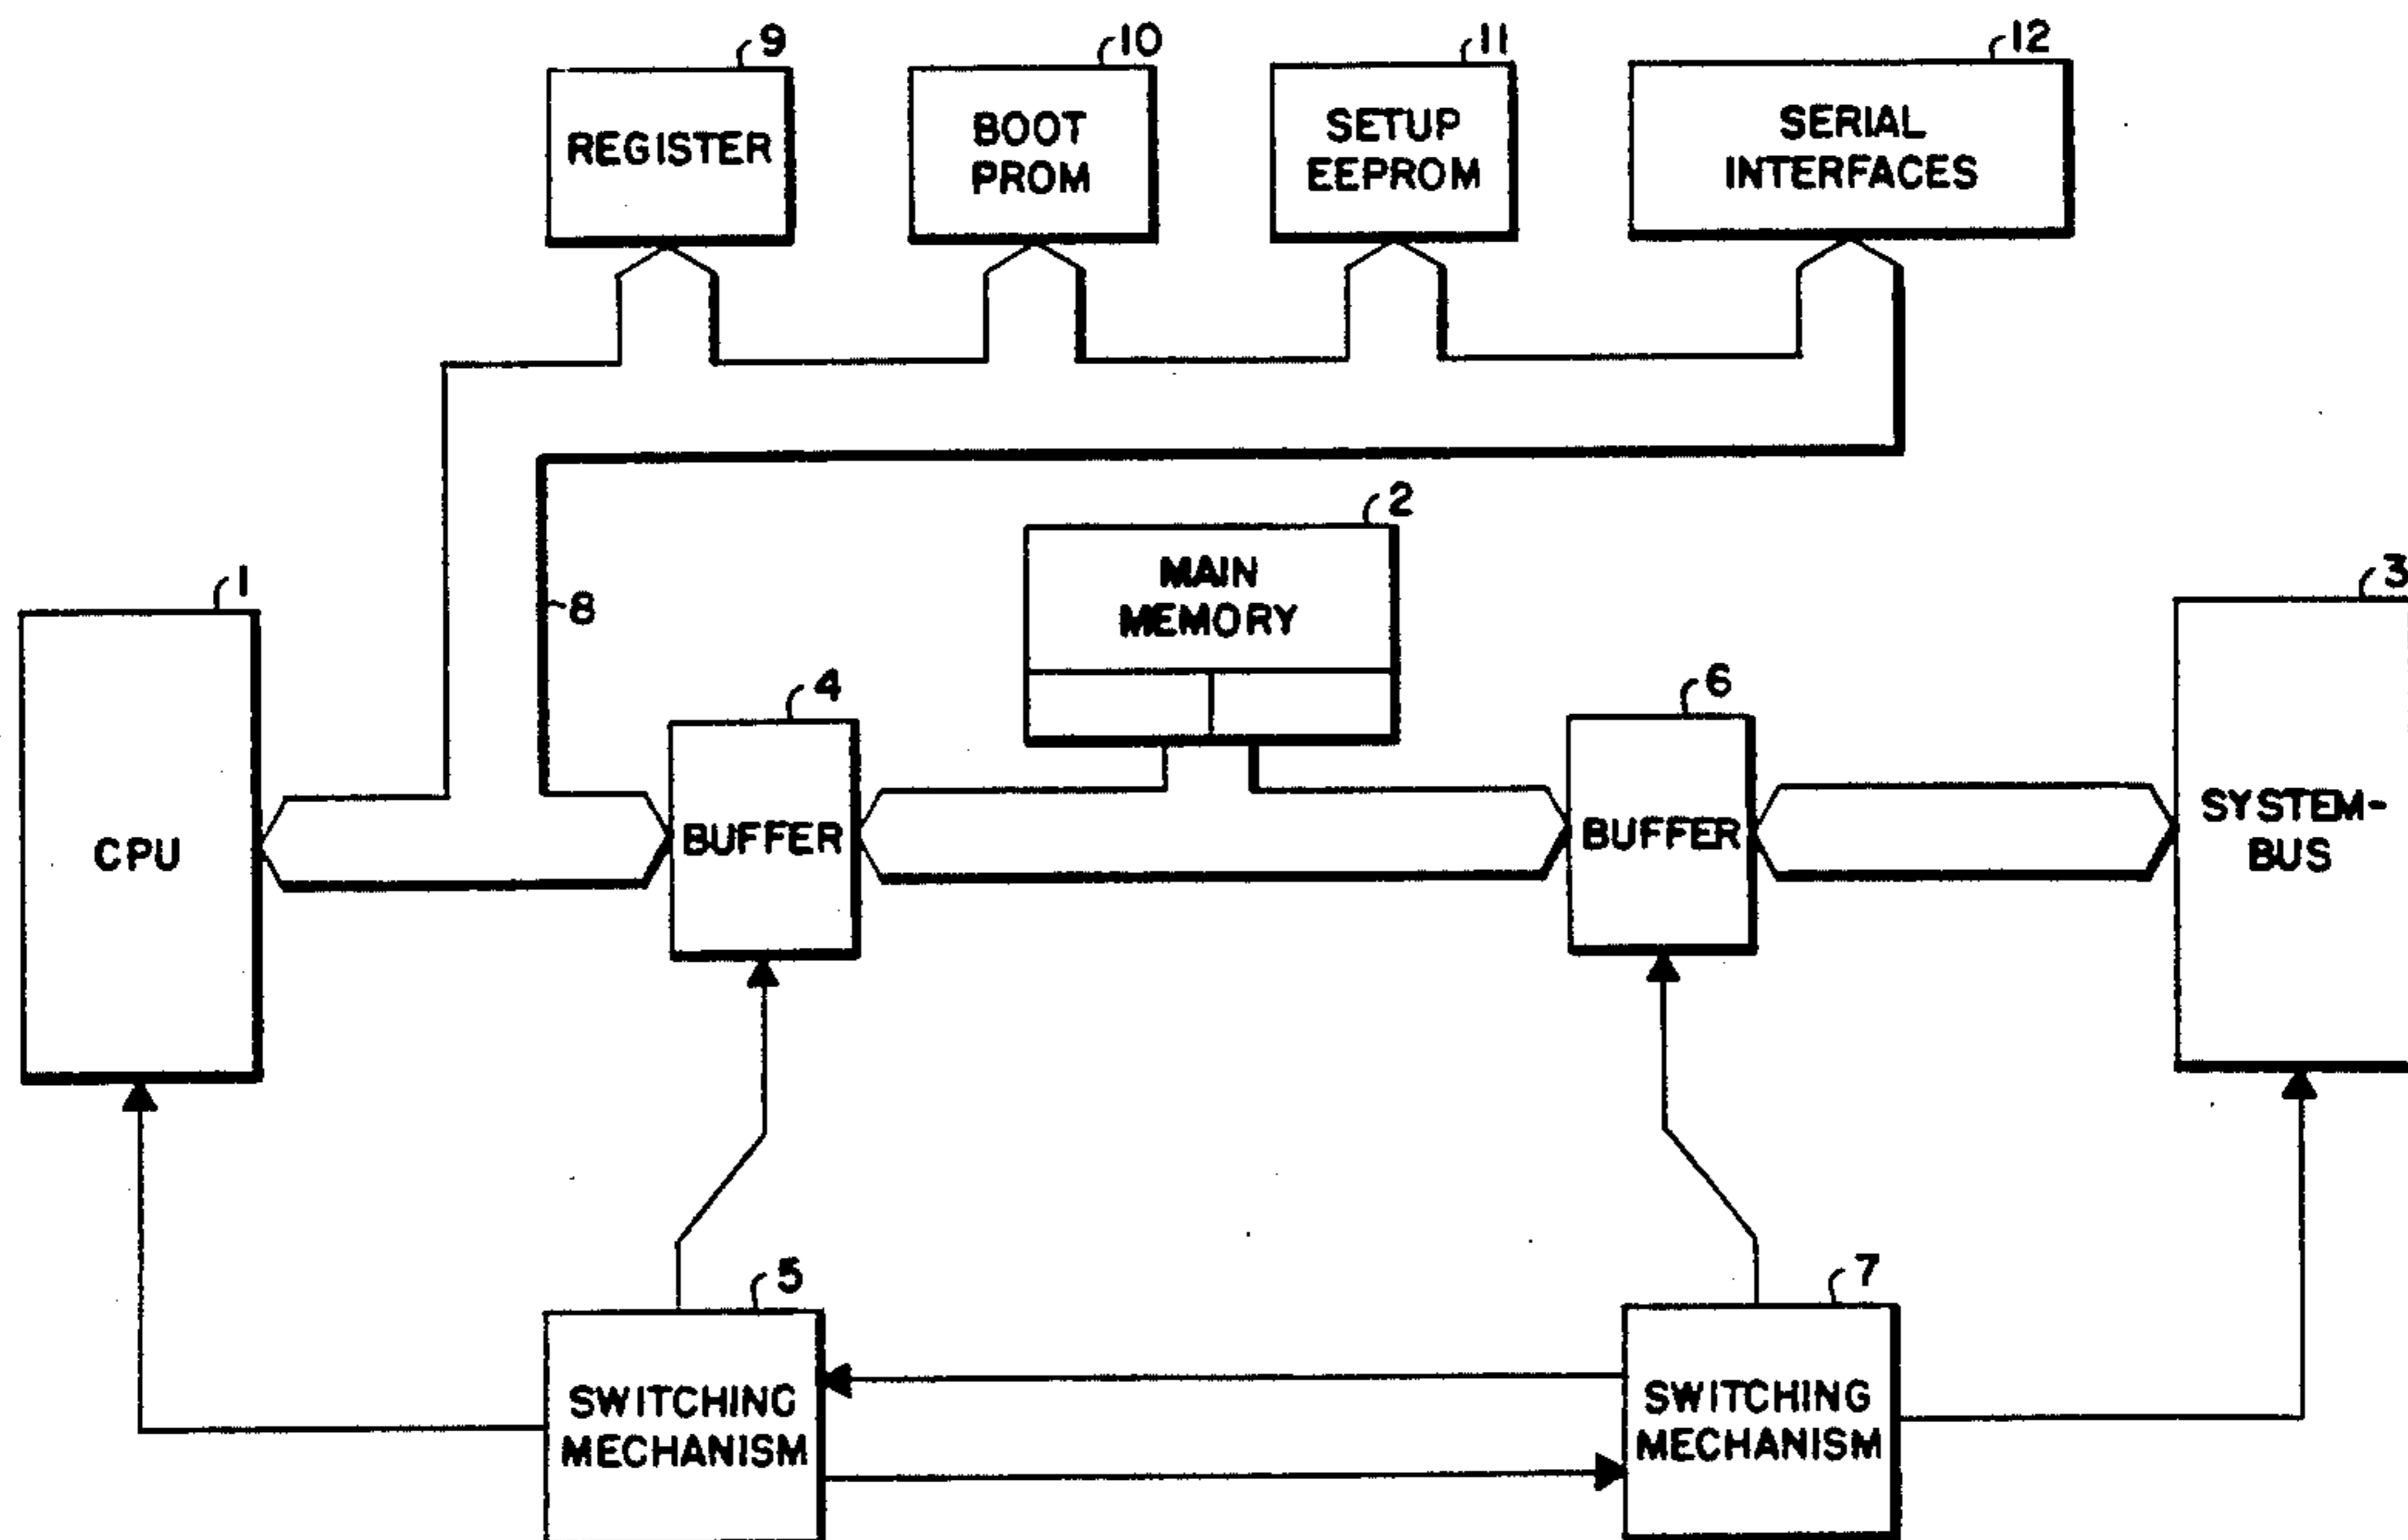 9
10
11
12
REGISTER
BOOT
PROM
SETUP
EEPROM
SERIAL
INTERFACES
2
MAIN
MEMORY
1
8
3
4
6
CPU
BUFFER
BUFFER
SYSTEM-
BUS
5
7
SWITCHING
MECHANISM
SWITCHING
MECHANISM